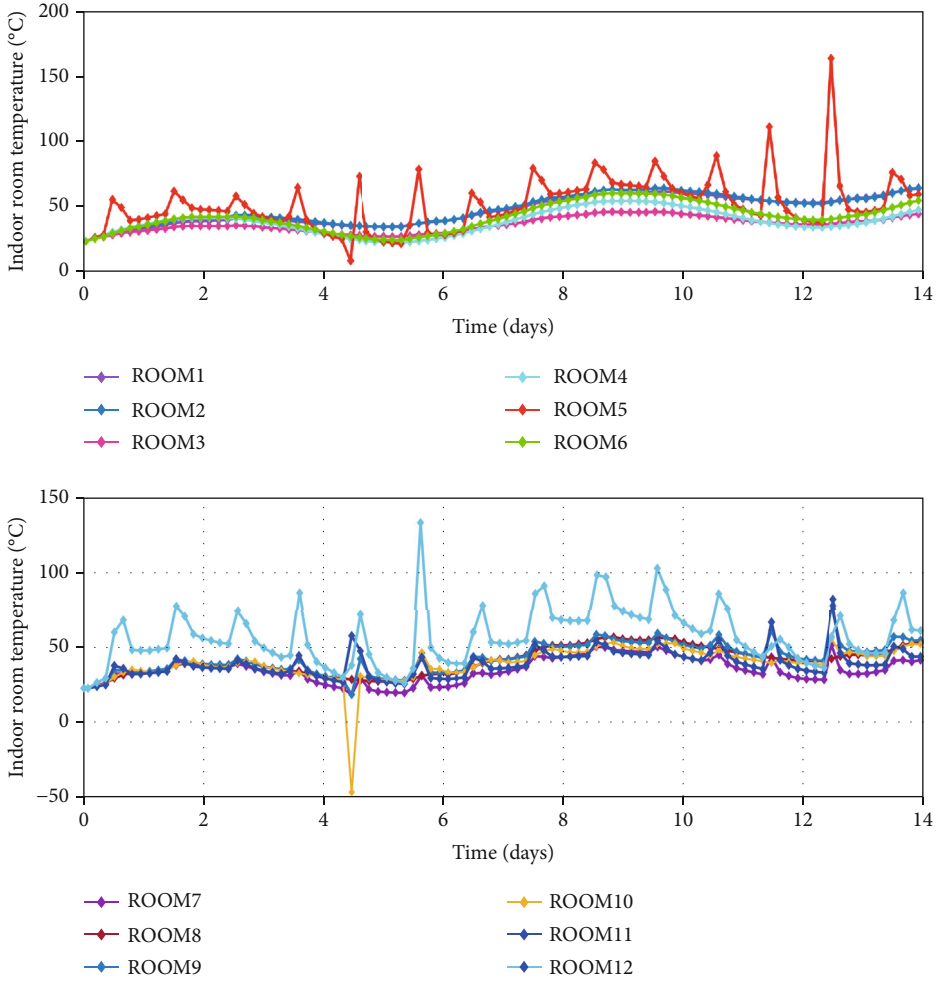 Indoor room temperature (°C)
200
150
100
50
0
0 2 4 6 8 10 12 14
Time (days)
ROOM1 ROOM4
ROOM2 ROOM5
ROOM3 ROOM6
Indoor room temperature (°C)
150
100
50
0
−50
0 2 4 6 8 10 12 14
Time (days)
ROOM7 ROOM10
ROOM8 ROOM11
ROOM9 ROOM12